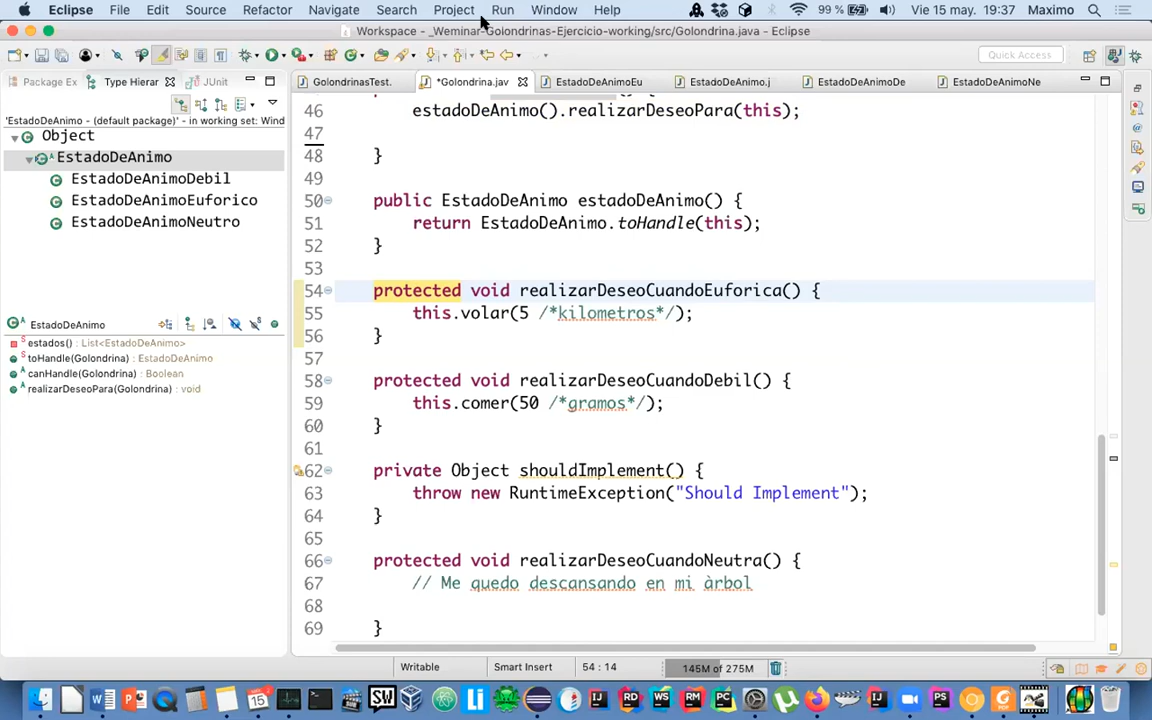 Eclipse File Edit Source Refactor Navigate Search Project Run Window Help 99 % Vie 15 may. 19:37 Maximo
Workspace - _Weminar-Golondrinas-Ejercicio-working/src/Golondrina.java - Eclipse
Quick Access
Package Ex Type Hierar JUnit
GolondrinasTest. *Golondrina.jav EstadoDeAnimoEu EstadoDeAnimo.j EstadoDeAnimoDe EstadoDeAnimoNe
'EstadoDeAnimo - (default package)' - in working set: Wind
Object
EstadoDeAnimo
EstadoDeAnimoDebil
EstadoDeAnimoEuforico
EstadoDeAnimoNeutro
EstadoDeAnimo
estados() : List<EstadoDeAnimo>
toHandle(Golondrina) : EstadoDeAnimo
canHandle(Golondrina) : Boolean
realizarDeseoPara(Golondrina) : void
46 estadoDeAnimo().realizarDeseoPara(this);
47
48 }
49
50 public EstadoDeAnimo estadoDeAnimo() {
51 return EstadoDeAnimo.toHandle(this);
52 }
53
54 protected void realizarDeseoCuandoEuforica() {
55 this.volar(5 /*kilometros*/);
56 }
57
58 protected void realizarDeseoCuandoDebil() {
59 this.comer(50 /*gramos*/);
60 }
61
62 private Object shouldImplement() {
63 throw new RuntimeException("Should Implement");
64 }
65
66 protected void realizarDeseoCuandoNeutra() {
67 // Me quedo descansando en mi àrbol
68
69 }
Writable Smart Insert 54 : 14 145M of 275M